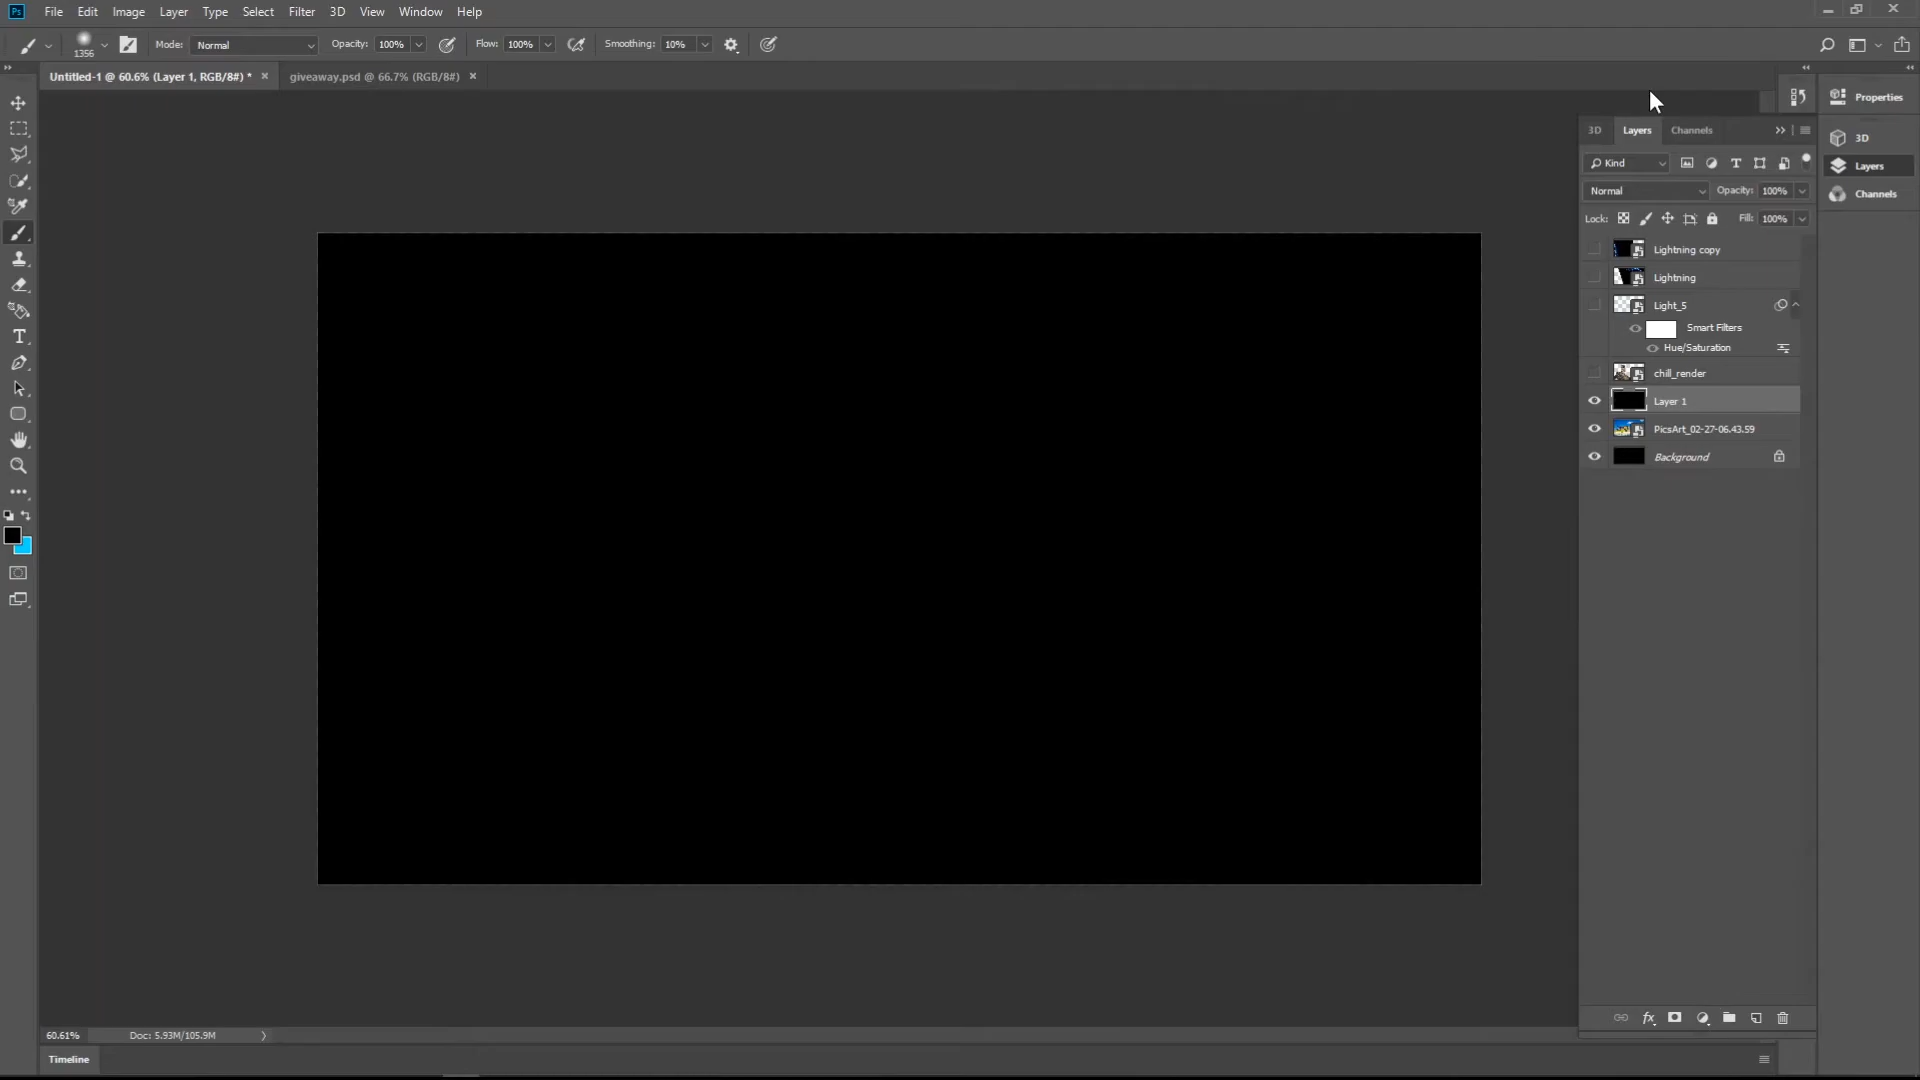 Ps File Edit Image Layer Type Select Filter 3D View Window Help
1356 Mode: Normal Opacity: 100% Flow: 100% Smoothing: 10%
Untitled-1 @ 60.6% (Layer 1, RGB/8#) * × giveaway.psd @ 66.7% (RGB/8#) ×
Properties
3D Layers Channels
3D
Kind
Layers
Normal Opacity: 100%
Channels
Lock: Fill: 100%
Lightning copy
Lightning
Light_5
Smart Filters
Hue/Saturation
chill_render
Layer 1
PicsArt_02-27-06.43.59
Background
fx
60.61% Doc: 5.93M/105.9M
Timeline